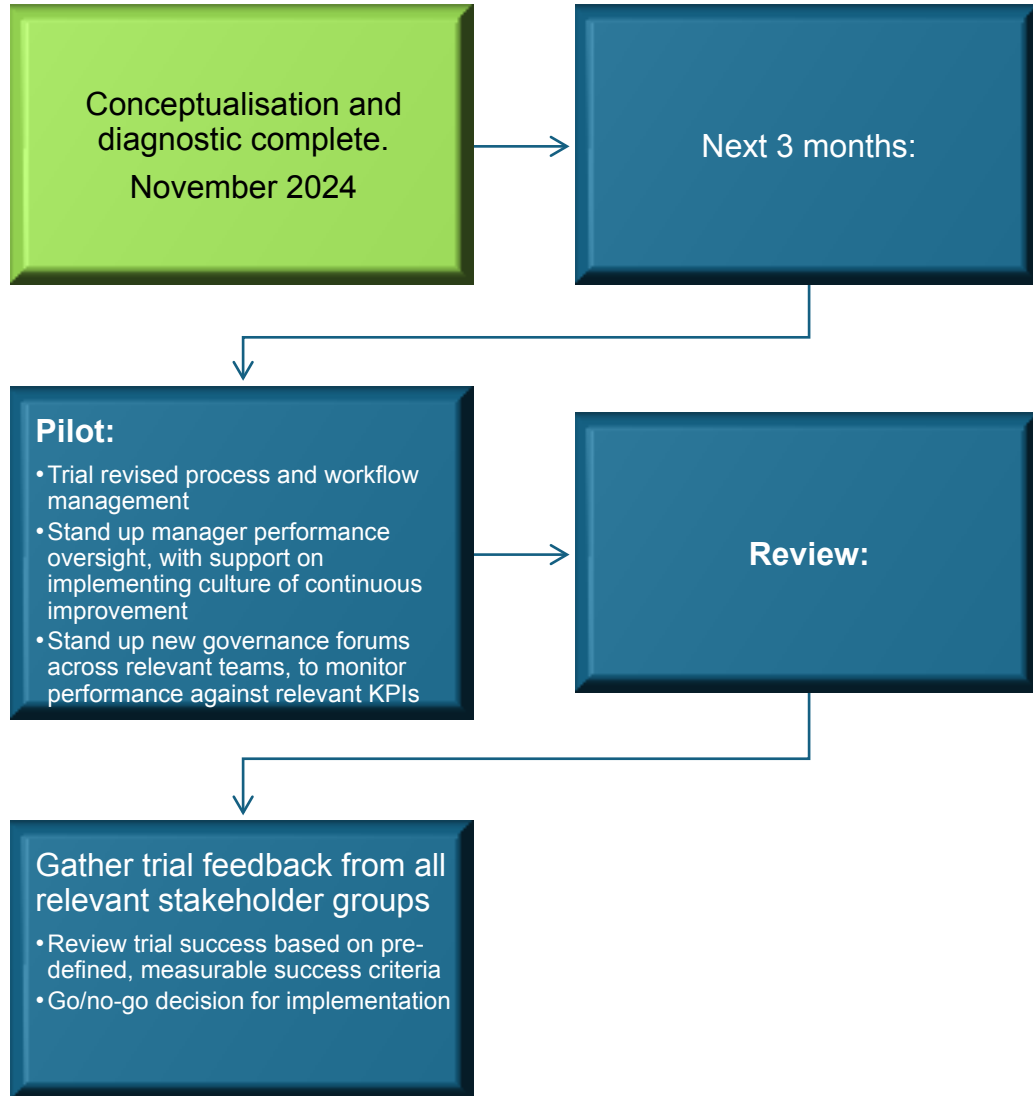 Conceptualisation and
diagnostic complete.
November 2024
Next 3 months:
Pilot:
•Trial revised process and workflow
management
•Stand up manager performance
oversight, with support on
implementing culture of continuous
improvement
•Stand up new governance forums
across relevant teams, to monitor
performance against relevant KPIs
Review:
Gather trial feedback from all
relevant stakeholder groups
•Review trial success based on pre-
defined, measurable success criteria
•Go/no-go decision for implementation